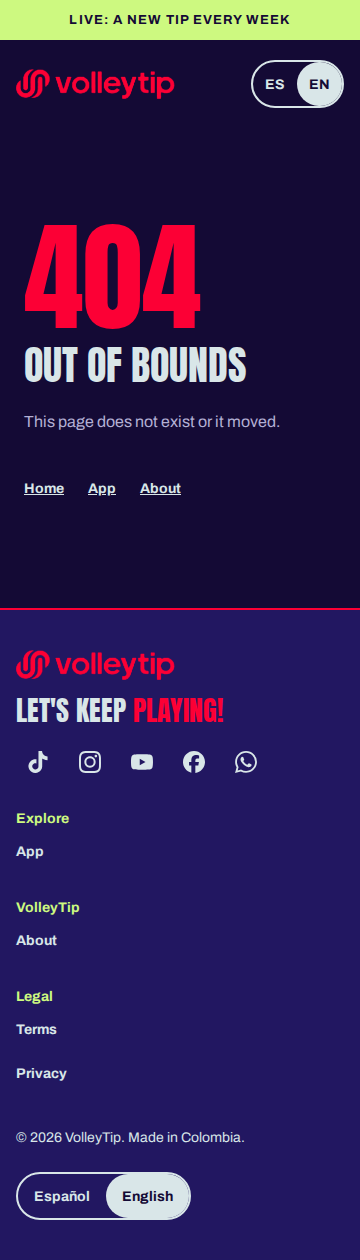 LIVE: A NEW TIP EVERY WEEK
volleytip
ES EN
404
OUT OF BOUNDS
This page does not exist or it moved.
Home App About
volleytip
LET'S KEEP PLAYING!
Explore
App
VolleyTip
About
Legal
Terms
Privacy
© 2026 VolleyTip. Made in Colombia.
Español English